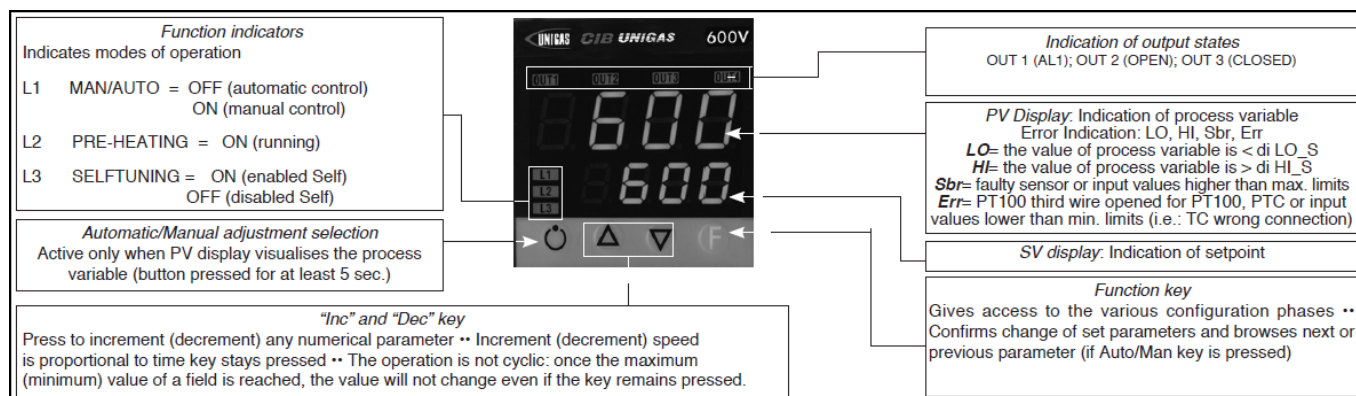 Function indicators
Indicates modes of operation
L1 MAN/AUTO = OFF (automatic control)
ON (manual control)
L2 PRE-HEATING = ON (running)
L3 SELFTUNING = ON (enabled Self)
OFF (disabled Self)
Automatic/Manual adjustment selection
Active only when PV display visualises the process
variable (button pressed for at least 5 sec.)
"Inc" and "Dec" key
Press to increment (decrement) any numerical parameter •• Increment (decrement) speed
is proportional to time key stays pressed •• The operation is not cyclic: once the maximum
(minimum) value of a field is reached, the value will not change even if the key remains pressed.
UNIGAS CIB UNIGAS 600V
OUT1 OUT2 OUT3 OUT4
600
600
L1
L2
L3
F
Indication of output states
OUT 1 (AL1); OUT 2 (OPEN); OUT 3 (CLOSED)
PV Display: Indication of process variable
Error Indication: LO, HI, Sbr, Err
LO= the value of process variable is < di LO_S
HI= the value of process variable is > di HI_S
Sbr= faulty sensor or input values higher than max. limits
Err= PT100 third wire opened for PT100, PTC or input
values lower than min. limits (i.e.: TC wrong connection)
SV display: Indication of setpoint
Function key
Gives access to the various configuration phases ••
Confirms change of set parameters and browses next or
previous parameter (if Auto/Man key is pressed)